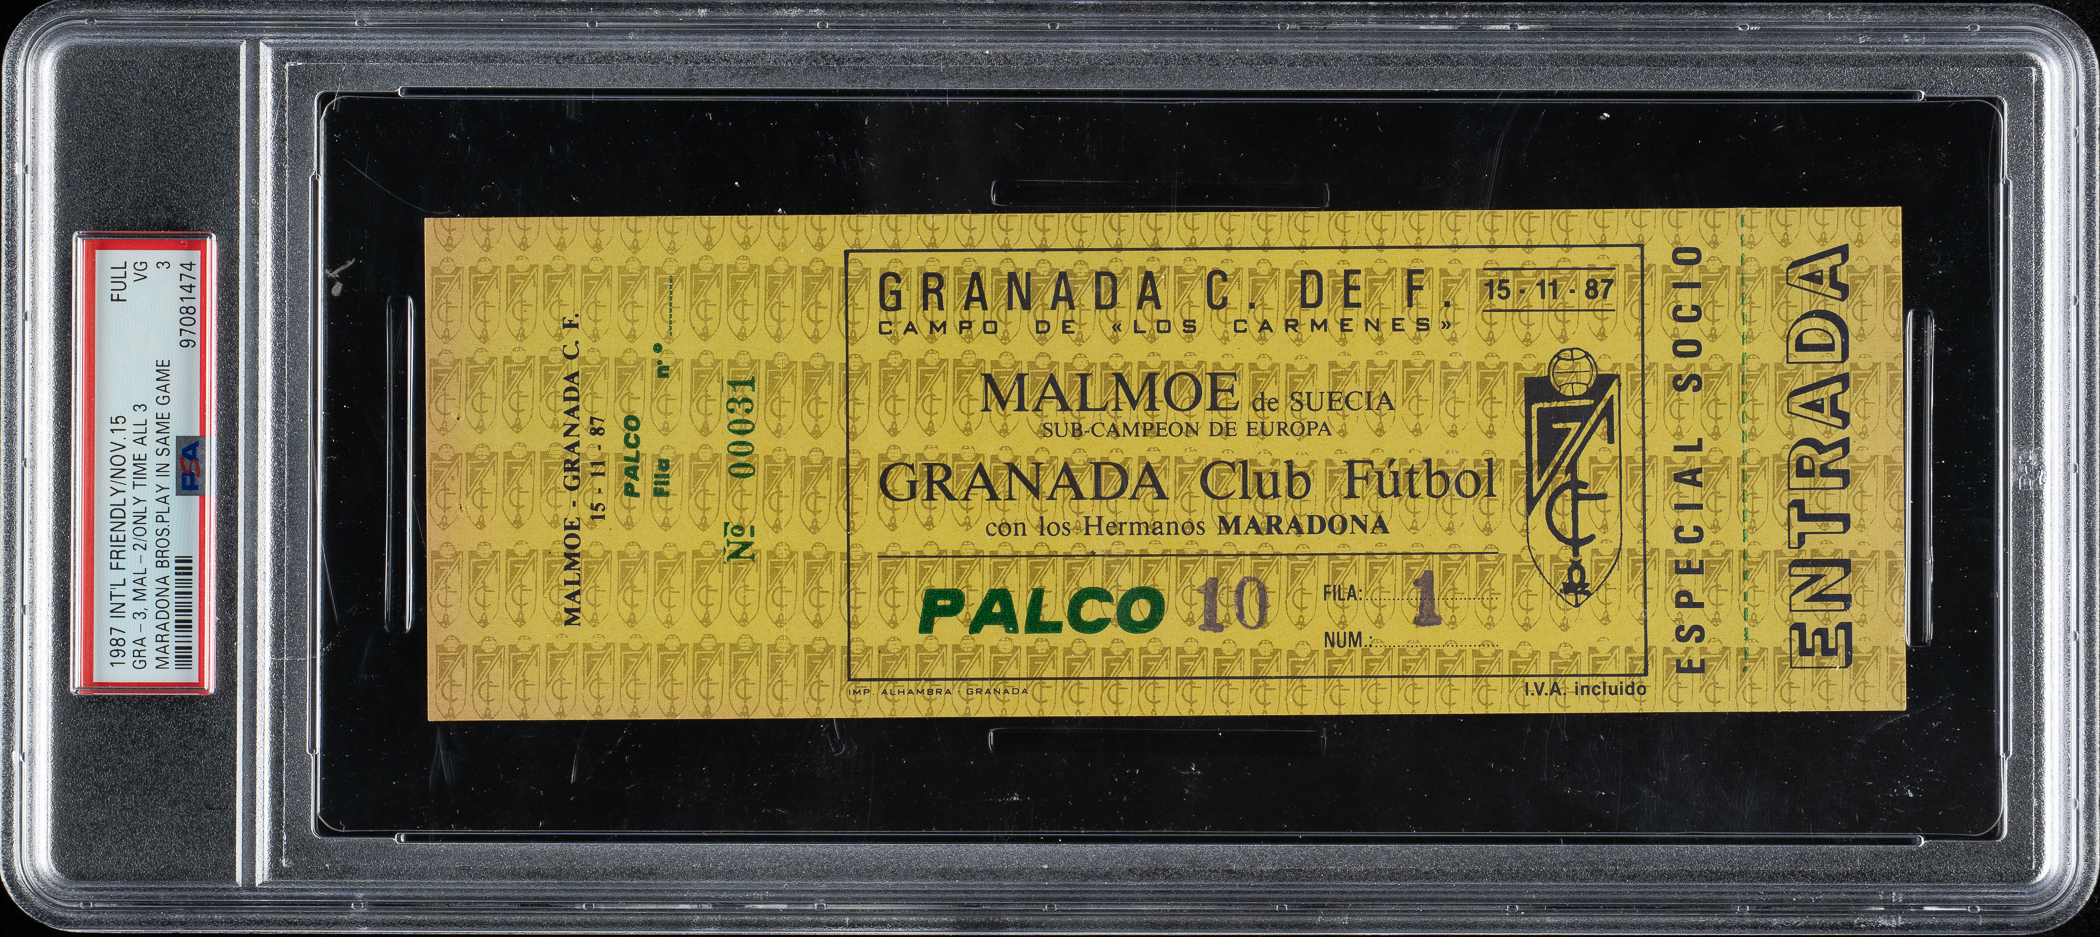 1987 INT'L FRIENDLY/NOV.15 FULL
GRA - 3, MAL - 2/ONLY TIME ALL 3 VG
MARADONA BROS.PLAY IN SAME GAME 3
PSA 97081474
MALMOE - GRANADA C. F.
15 - 11 - 87
PALCO
Fila n.º
Nº 00031
GRANADA C. DE F. 15 - 11 - 87
CAMPO DE «LOS CARMENES»
MALMOE de SUECIA
SUB-CAMPEON DE EUROPA
GRANADA Club Fútbol
con los Hermanos MARADONA
PALCO 10 FILA: 1
NUM.:
IMP. ALHAMBRA - GRANADA
I.V.A. incluido
ESPECIAL SOCIO
ENTRADA